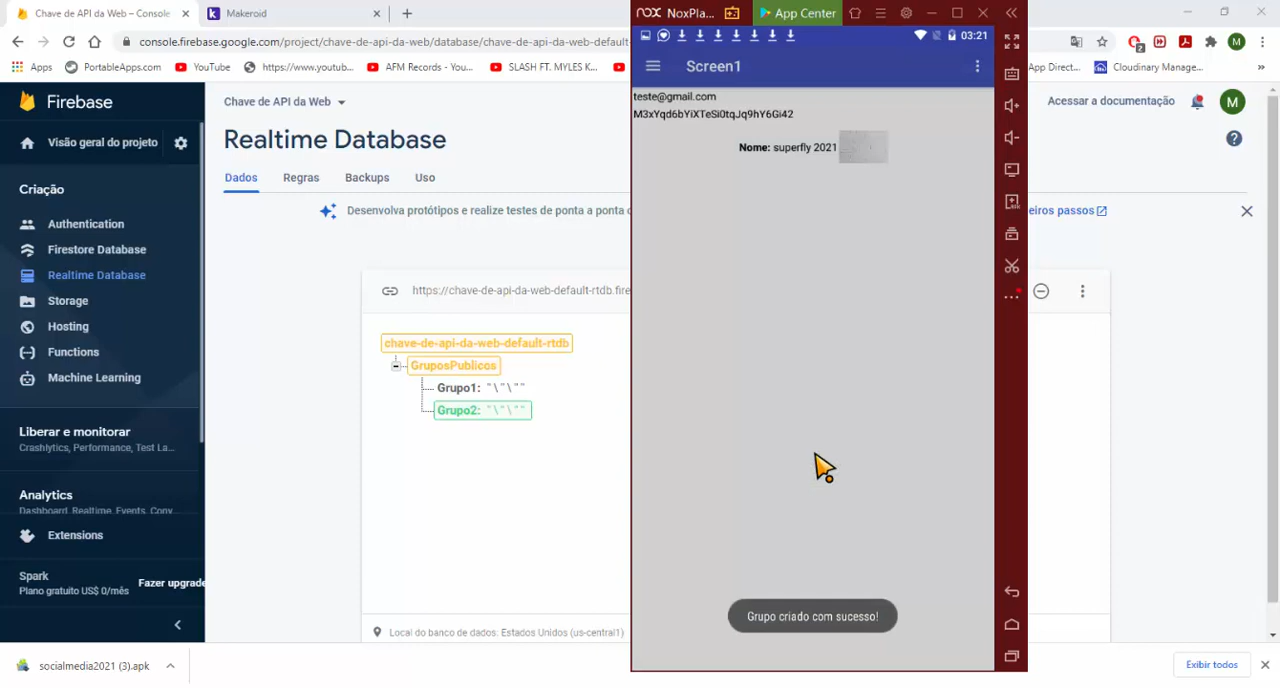 Chave de API da Web – Console
Makeroid
console.firebase.google.com/project/chave-de-api-da-web/database/chave-de-api-da-web-default
Apps
PortableApps.com
YouTube
https://www.youtub...
AFM Records - You...
SLASH FT. MYLES K...
App Direct...
Cloudinary Manage...
NoxPla...
App Center
03:21
Screen1
teste@gmail.com
M3xYqd6bYiXTeSi0tqJq9hY6Gi42
Nome: superfly 2021
Grupo criado com sucesso!
Firebase
Visão geral do projeto
Criação
Authentication
Firestore Database
Realtime Database
Storage
Hosting
Functions
Machine Learning
Liberar e monitorar
Crashlytics, Performance, Test La...
Analytics
Dashboard, Realtime, Events, Conv...
Extensions
Spark
Plano gratuito US$ 0/mês
Fazer upgrade
Chave de API da Web
Acessar a documentação
M
M
2
Realtime Database
Dados
Regras
Backups
Uso
Desenvolva protótipos e realize testes de ponta a ponta
eiros passos
https://chave-de-api-da-web-default-rtdb.fire
chave-de-api-da-web-default-rtdb
GruposPublicos
Grupo1: "\"\""
Grupo2: "\"\""
Local do banco de dados: Estados Unidos (us-central1)
socialmedia2021 (3).apk
Exibir todos